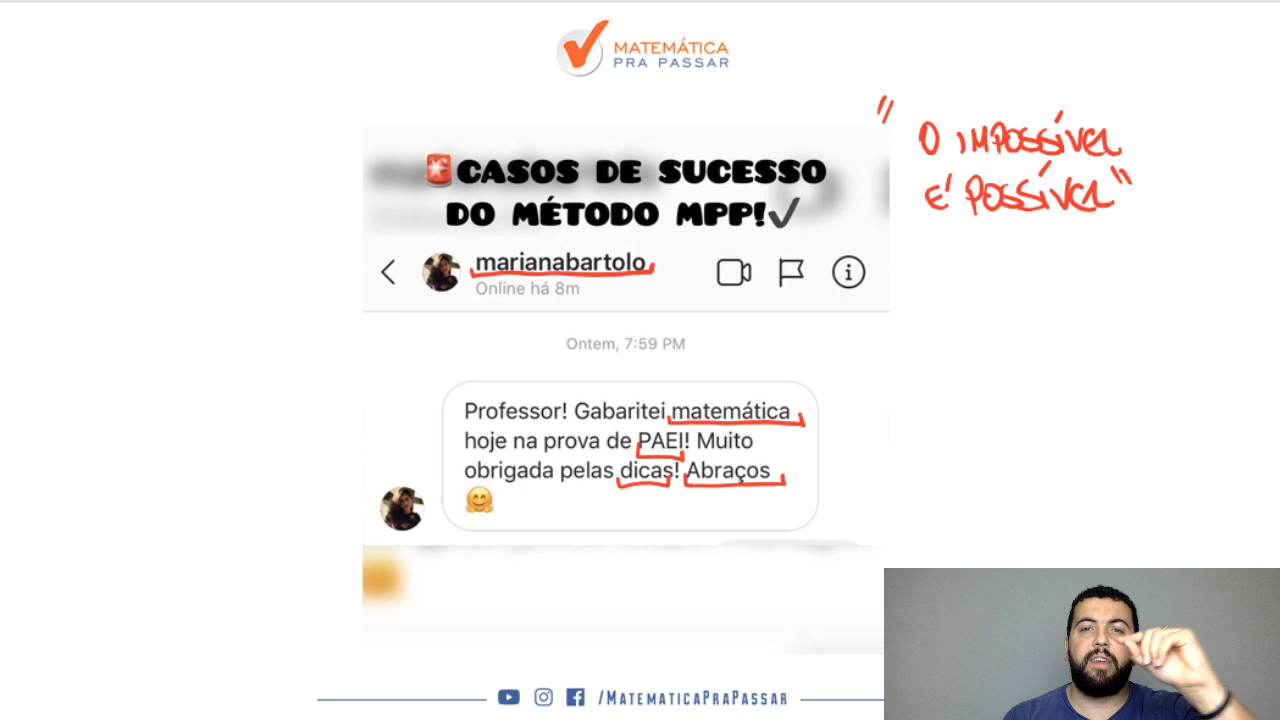 MATEMÁTICA
PRA PASSAR
" O IMPOSSÍVEL
É POSSÍVEL"
🚨CASOS DE SUCESSO
DO MÉTODO MPP!✔
marianabartolo
Online há 8m
Ontem, 7:59 PM
Professor! Gabaritei matemática
hoje na prova de PAEI! Muito
obrigada pelas dicas! Abraços
🤗
/MATEMATICAPRAPASSAR